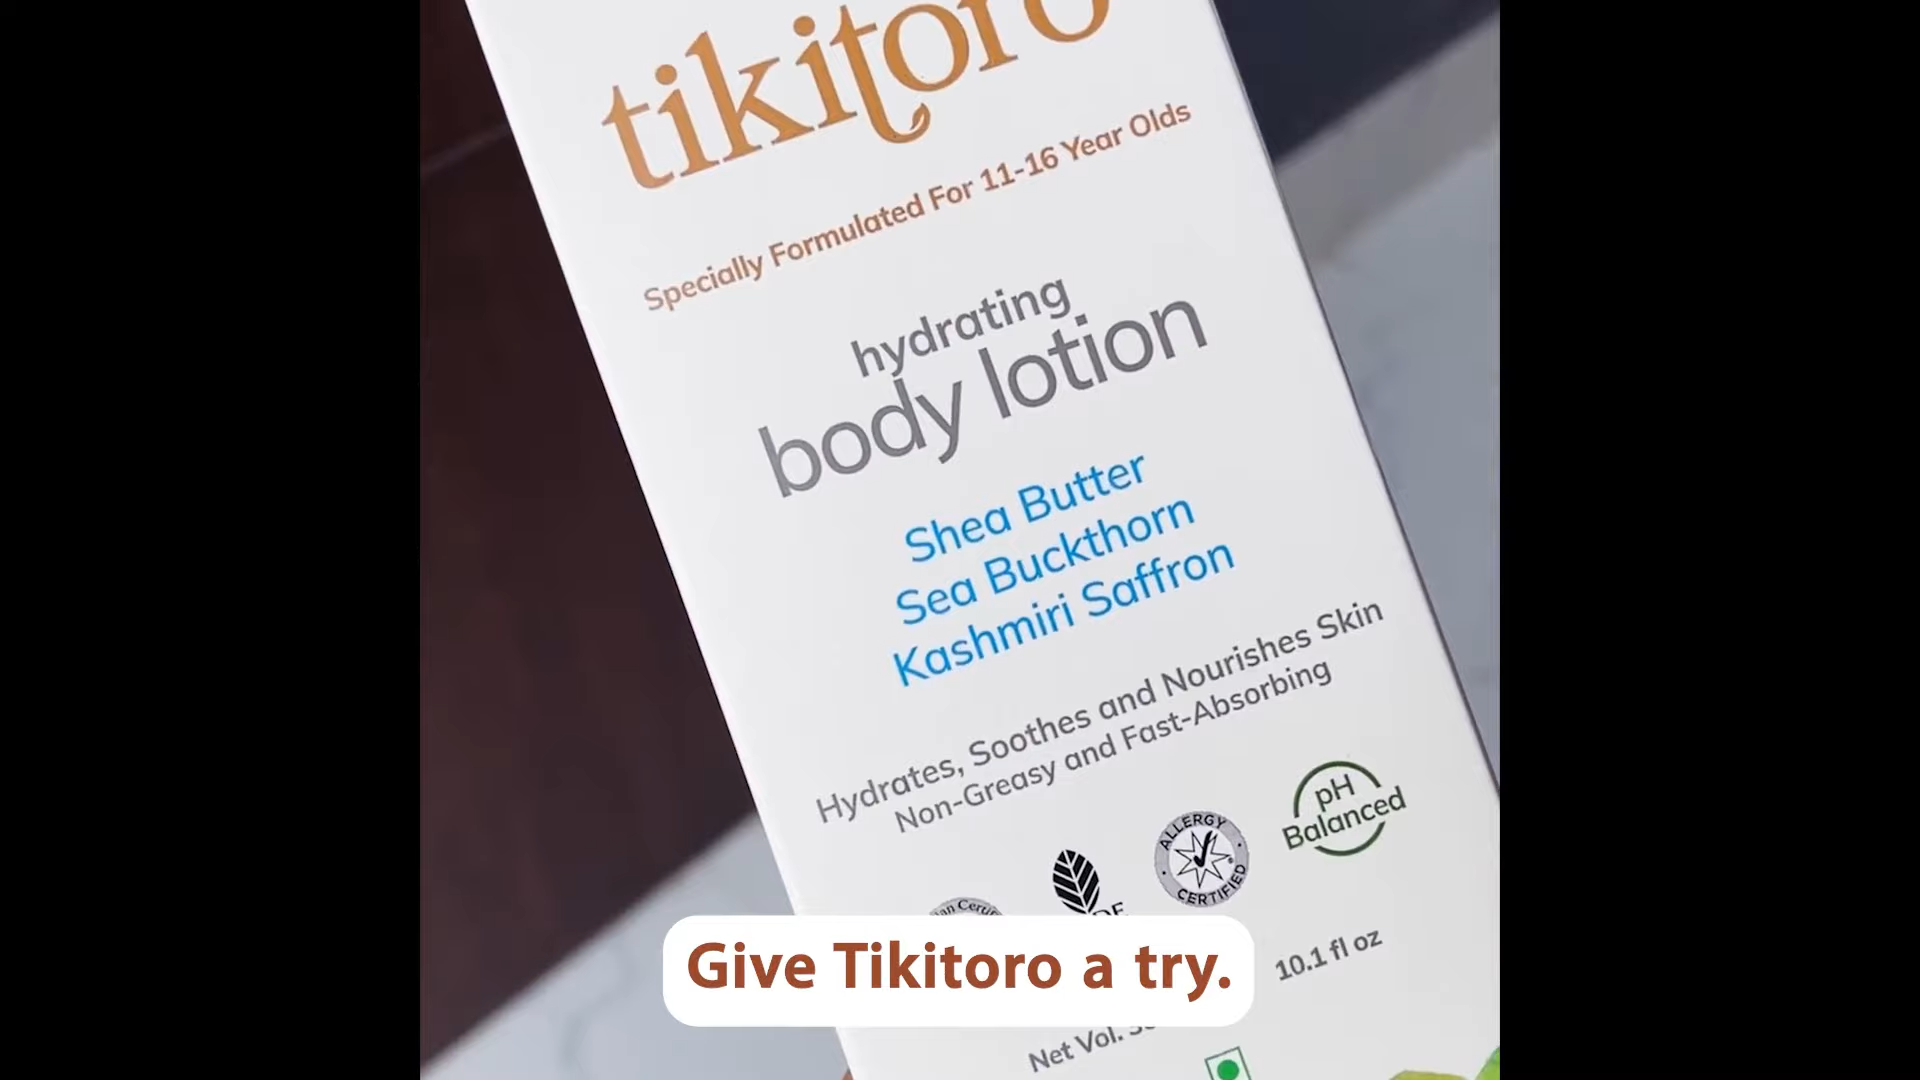 tikitoro
Specially Formulated For 11-16 Year Olds
hydrating
body lotion
Shea Butter
Sea Buckthorn
Kashmiri Saffron
Hydrates, Soothes and Nourishes Skin
Non-Greasy and Fast-Absorbing
pH
Balanced
ALLERGY
CERTIFIED
10.1 fl oz
Net Vol.
Give Tikitoro a try.